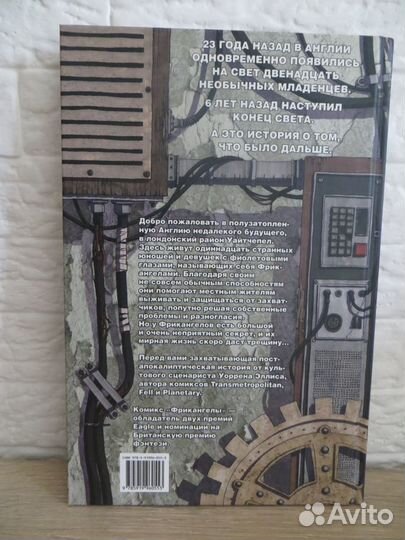 23 ГОДА НАЗАД В АНГЛИИ
ОДНОВРЕМЕННО ПОЯВИЛИСЬ
НА СВЕТ ДВЕНАДЦАТЬ
НЕОБЫЧНЫХ МЛАДЕНЦЕВ.
6 ЛЕТ НАЗАД НАСТУПИЛ
КОНЕЦ СВЕТА.
А ЭТО ИСТОРИЯ О ТОМ,
ЧТО БЫЛО ДАЛЬШЕ.
Добро пожаловать в полузатоплен-
ную Англию недалекого будущего,
в лондонский район Уайтчепел.
Здесь живут одиннадцать странных
юношей и девушек с фиолетовыми
глазами, называющих себя Фрик-
ангелами. Благодаря своим
не совсем обычным способностям
они помогают местным жителям
выживать и защищаться от захват-
чиков, попутно решая собственные
проблемы и разногласия.
Но у Фрикангелов есть большой
и очень неприятный секрет, и их
мирная жизнь скоро даст трещину...
Перед вами захватывающая пост-
апокалиптическая история от куль-
тового сценариста Уоррена Эллиса,
автора комиксов Transmetropolitan,
Fell и Planetary.
Комикс «Фрикангелы» —
обладатель двух премий
Eagle и номинации на
Британскую премию
Фэнтези.
9 785919 960553
Avito